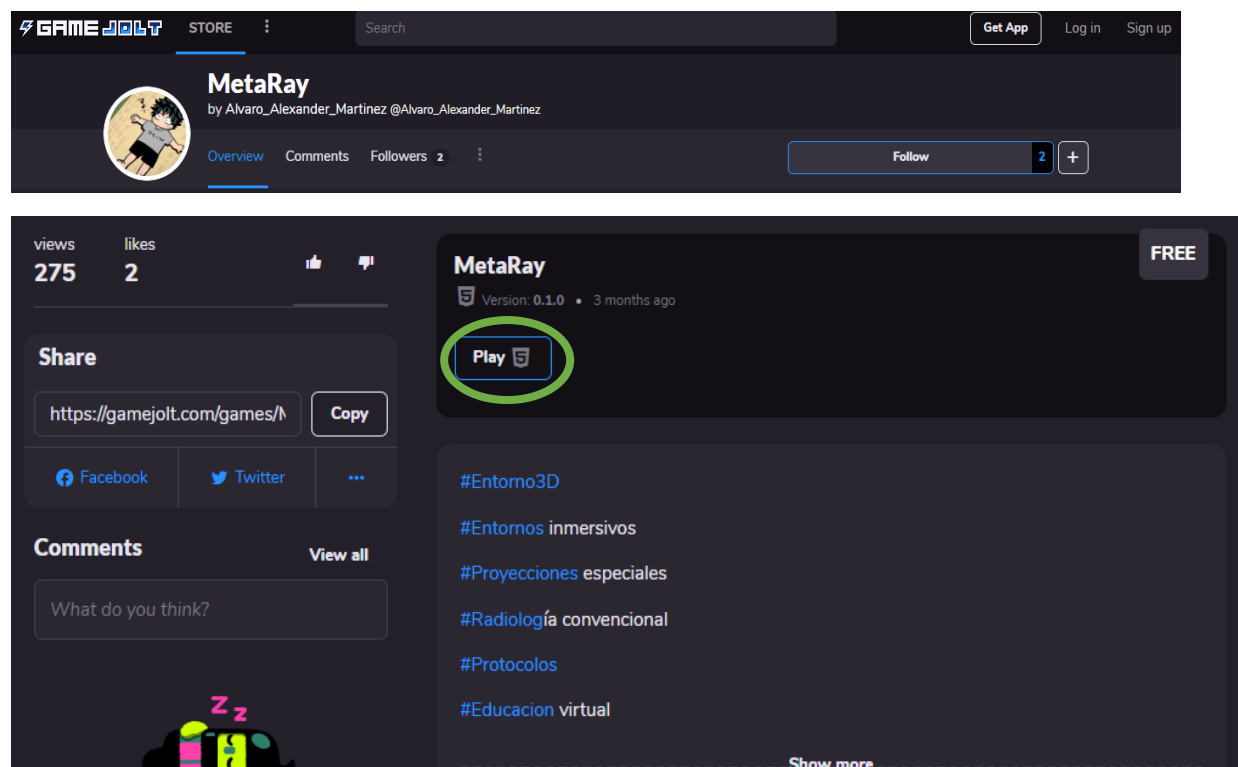 GAME JOLT STORE Search Get App Log in Sign up
MetaRay
by Alvaro_Alexander_Martinez @Alvaro_Alexander_Martinez
Overview Comments Followers 2 Follow 2 +
views likes
275 2
MetaRay FREE
Version: 0.1.0 • 3 months ago
Play
Share
https://gamejolt.com/games/M Copy
Facebook Twitter
Comments View all
What do you think?
Z z
#Entorno3D
#Entornos inmersivos
#Proyecciones especiales
#Radiología convencional
#Protocolos
#Educacion virtual
Show more